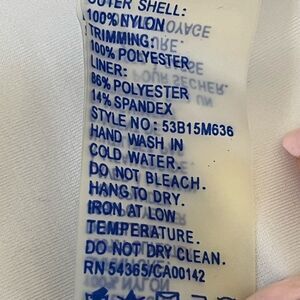 OUTER SHELL:
100% NYLON
TRIMMING:
100% POLYESTER
LINER:
86% POLYESTER
14% SPANDEX
STYLE NO: 53B15M636
HAND WASH IN
COLD WATER.
DO NOT BLEACH.
HANG TO DRY.
IRON AT LOW
TEMPERATURE.
DO NOT DRY CLEAN.
RN 54365/CA00142